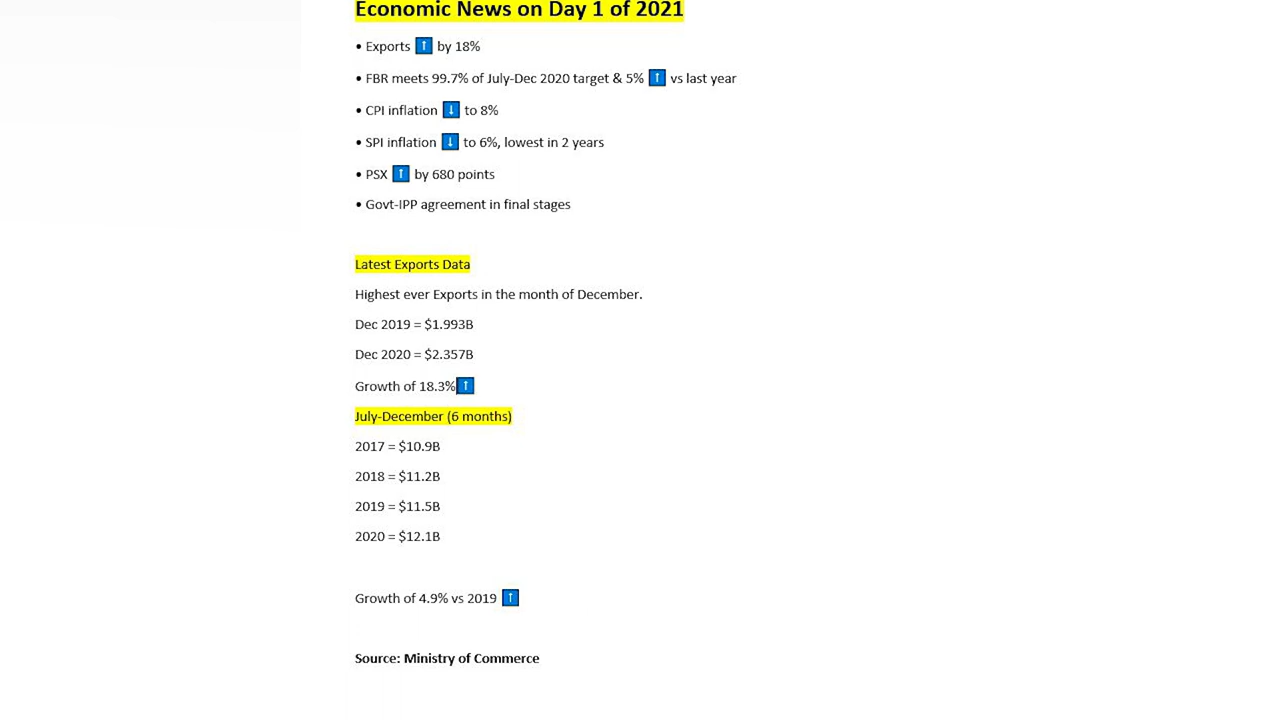 Economic News on Day 1 of 2021
• Exports ⬆ by 18%
• FBR meets 99.7% of July-Dec 2020 target & 5% ⬆ vs last year
• CPI inflation ⬇ to 8%
• SPI inflation ⬇ to 6%, lowest in 2 years
• PSX ⬆ by 680 points
• Govt-IPP agreement in final stages
Latest Exports Data
Highest ever Exports in the month of December.
Dec 2019 = $1.993B
Dec 2020 = $2.357B
Growth of 18.3%⬆
July-December (6 months)
2017 = $10.9B
2018 = $11.2B
2019 = $11.5B
2020 = $12.1B
Growth of 4.9% vs 2019 ⬆
Source: Ministry of Commerce